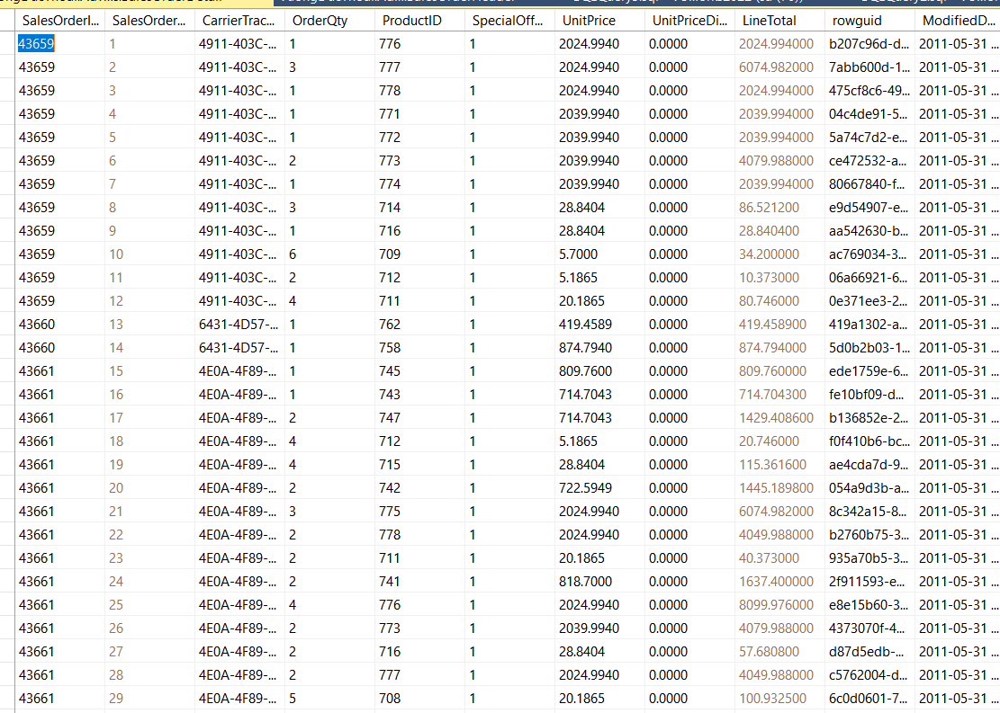 SalesOrderI... SalesOrder... CarrierTrac... OrderQty ProductID SpecialOff... UnitPrice UnitPriceDi... LineTotal rowguid ModifiedD...
43659 1 4911-403C-... 1 776 1 2024.9940 0.0000 2024.994000 b207c96d-d... 2011-05-31 ...
43659 2 4911-403C-... 3 777 1 2024.9940 0.0000 6074.982000 7abb600d-1... 2011-05-31 ...
43659 3 4911-403C-... 1 778 1 2024.9940 0.0000 2024.994000 475cf8c6-49... 2011-05-31 ...
43659 4 4911-403C-... 1 771 1 2039.9940 0.0000 2039.994000 04c4de91-5... 2011-05-31 ...
43659 5 4911-403C-... 1 772 1 2039.9940 0.0000 2039.994000 5a74c7d2-e... 2011-05-31 ...
43659 6 4911-403C-... 2 773 1 2039.9940 0.0000 4079.988000 ce472532-a... 2011-05-31 ...
43659 7 4911-403C-... 1 774 1 2039.9940 0.0000 2039.994000 80667840-f... 2011-05-31 ...
43659 8 4911-403C-... 3 714 1 28.8404 0.0000 86.521200 e9d54907-e... 2011-05-31 ...
43659 9 4911-403C-... 1 716 1 28.8404 0.0000 28.840400 aa542630-b... 2011-05-31 ...
43659 10 4911-403C-... 6 709 1 5.7000 0.0000 34.200000 ac769034-3... 2011-05-31 ...
43659 11 4911-403C-... 2 712 1 5.1865 0.0000 10.373000 06a66921-6... 2011-05-31 ...
43659 12 4911-403C-... 4 711 1 20.1865 0.0000 80.746000 0e371ee3-2... 2011-05-31 ...
43660 13 6431-4D57-... 1 762 1 419.4589 0.0000 419.458900 419a1302-a... 2011-05-31 ...
43660 14 6431-4D57-... 1 758 1 874.7940 0.0000 874.794000 5d0b2b03-1... 2011-05-31 ...
43661 15 4E0A-4F89-... 1 745 1 809.7600 0.0000 809.760000 ede1759e-6... 2011-05-31 ...
43661 16 4E0A-4F89-... 1 743 1 714.7043 0.0000 714.704300 fe10bf09-d... 2011-05-31 ...
43661 17 4E0A-4F89-... 2 747 1 714.7043 0.0000 1429.408600 b136852e-2... 2011-05-31 ...
43661 18 4E0A-4F89-... 4 712 1 5.1865 0.0000 20.746000 f0f410b6-bc... 2011-05-31 ...
43661 19 4E0A-4F89-... 4 715 1 28.8404 0.0000 115.361600 ae4cda7d-9... 2011-05-31 ...
43661 20 4E0A-4F89-... 2 742 1 722.5949 0.0000 1445.189800 054a9d3b-a... 2011-05-31 ...
43661 21 4E0A-4F89-... 3 775 1 2024.9940 0.0000 6074.982000 8c342a15-8... 2011-05-31 ...
43661 22 4E0A-4F89-... 2 778 1 2024.9940 0.0000 4049.988000 b2760b75-3... 2011-05-31 ...
43661 23 4E0A-4F89-... 2 711 1 20.1865 0.0000 40.373000 935a70b5-3... 2011-05-31 ...
43661 24 4E0A-4F89-... 2 741 1 818.7000 0.0000 1637.400000 2f911593-e... 2011-05-31 ...
43661 25 4E0A-4F89-... 4 776 1 2024.9940 0.0000 8099.976000 e8e15b60-3... 2011-05-31 ...
43661 26 4E0A-4F89-... 2 773 1 2039.9940 0.0000 4079.988000 4373070f-4... 2011-05-31 ...
43661 27 4E0A-4F89-... 2 716 1 28.8404 0.0000 57.680800 d87d5edb-... 2011-05-31 ...
43661 28 4E0A-4F89-... 2 777 1 2024.9940 0.0000 4049.988000 c5762004-d... 2011-05-31 ...
43661 29 4E0A-4F89-... 5 708 1 20.1865 0.0000 100.932500 6c0d0601-7... 2011-05-31 ...